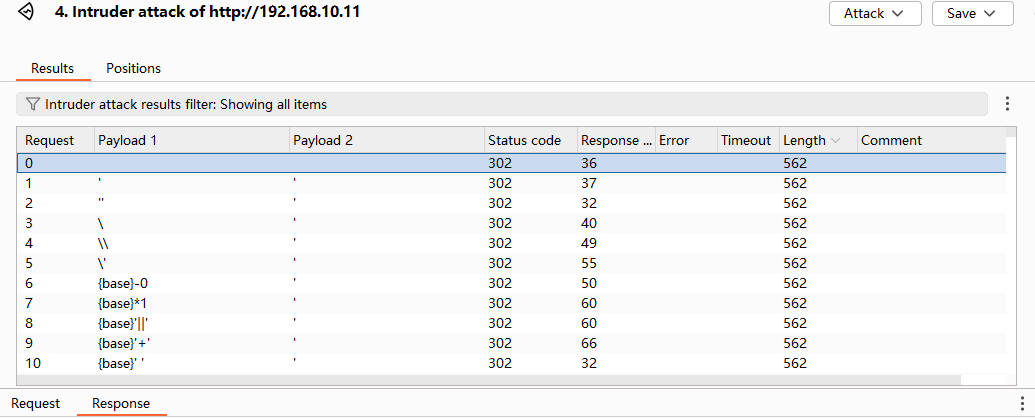 4. Intruder attack of http://192.168.10.11 Attack Save
Results Positions
Intruder attack results filter: Showing all items
Request Payload 1 Payload 2 Status code Response ... Error Timeout Length Comment
0 302 36 562
1 ' ' 302 37 562
2 '' ' 302 32 562
3 \ ' 302 40 562
4 \\ ' 302 49 562
5 \' ' 302 55 562
6 {base}-0 ' 302 50 562
7 {base}*1 ' 302 60 562
8 {base}'||' ' 302 60 562
9 {base}'+' ' 302 66 562
10 {base}' ' ' 302 32 562
Request Response